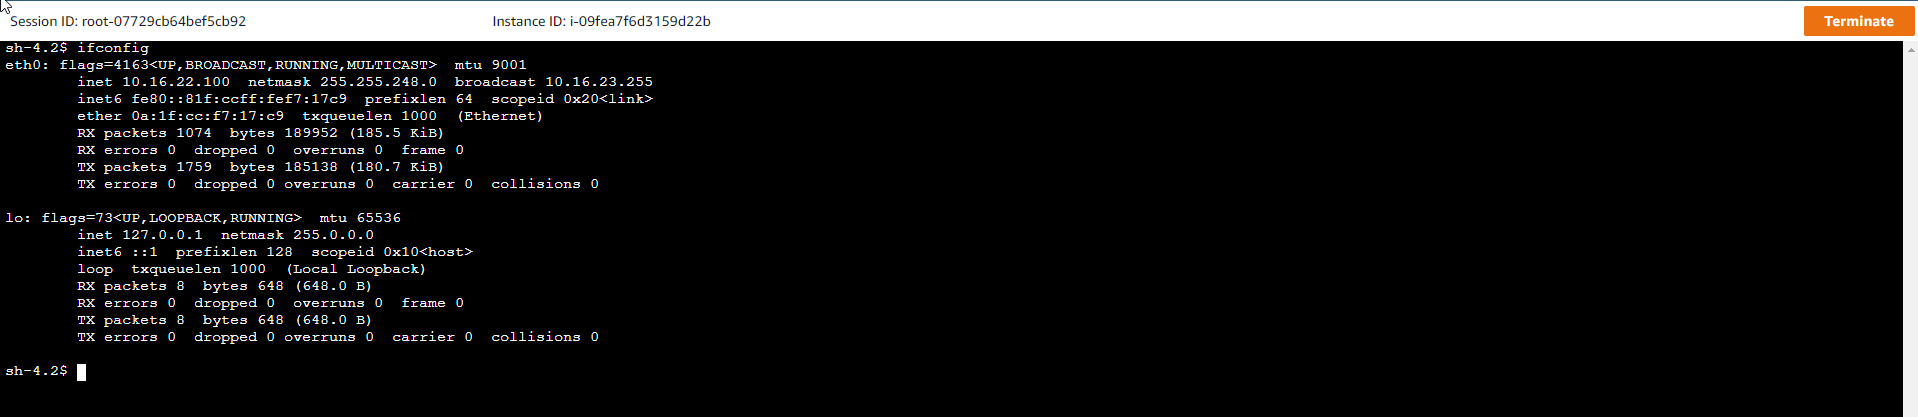 Session ID: root-07729cb64bef5cb92 Instance ID: i-09fea7f6d3159d22b Terminate
sh-4.2$ ifconfig
eth0: flags=4163<UP,BROADCAST,RUNNING,MULTICAST>  mtu 9001
        inet 10.16.22.100  netmask 255.255.248.0  broadcast 10.16.23.255
        inet6 fe80::81f:ccff:fef7:17c9  prefixlen 64  scopeid 0x20<link>
        ether 0a:1f:cc:f7:17:c9  txqueuelen 1000  (Ethernet)
        RX packets 1074  bytes 189952 (185.5 KiB)
        RX errors 0  dropped 0  overruns 0  frame 0
        TX packets 1759  bytes 185138 (180.7 KiB)
        TX errors 0  dropped 0 overruns 0  carrier 0  collisions 0

lo: flags=73<UP,LOOPBACK,RUNNING>  mtu 65536
        inet 127.0.0.1  netmask 255.0.0.0
        inet6 ::1  prefixlen 128  scopeid 0x10<host>
        loop  txqueuelen 1000  (Local Loopback)
        RX packets 8  bytes 648 (648.0 B)
        RX errors 0  dropped 0  overruns 0  frame 0
        TX packets 8  bytes 648 (648.0 B)
        TX errors 0  dropped 0 overruns 0  carrier 0  collisions 0

sh-4.2$